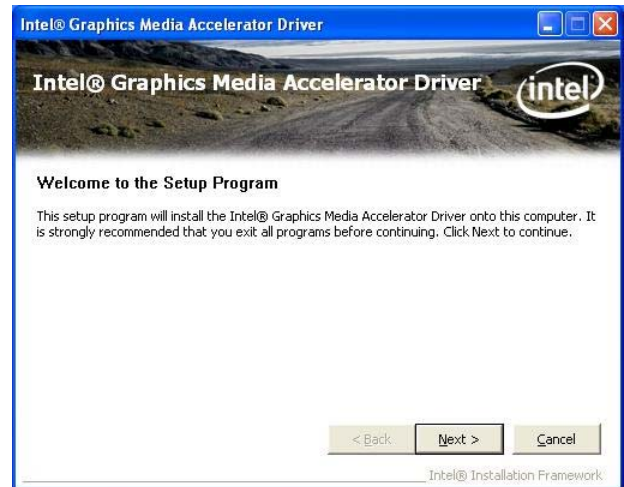 Intel® Graphics Media Accelerator Driver
Intel® Graphics Media Accelerator Driver
intel
Welcome to the Setup Program
This setup program will install the Intel® Graphics Media Accelerator Driver onto this computer. It
is strongly recommended that you exit all programs before continuing. Click Next to continue.
< Back
Next >
Cancel
Intel® Installation Framework